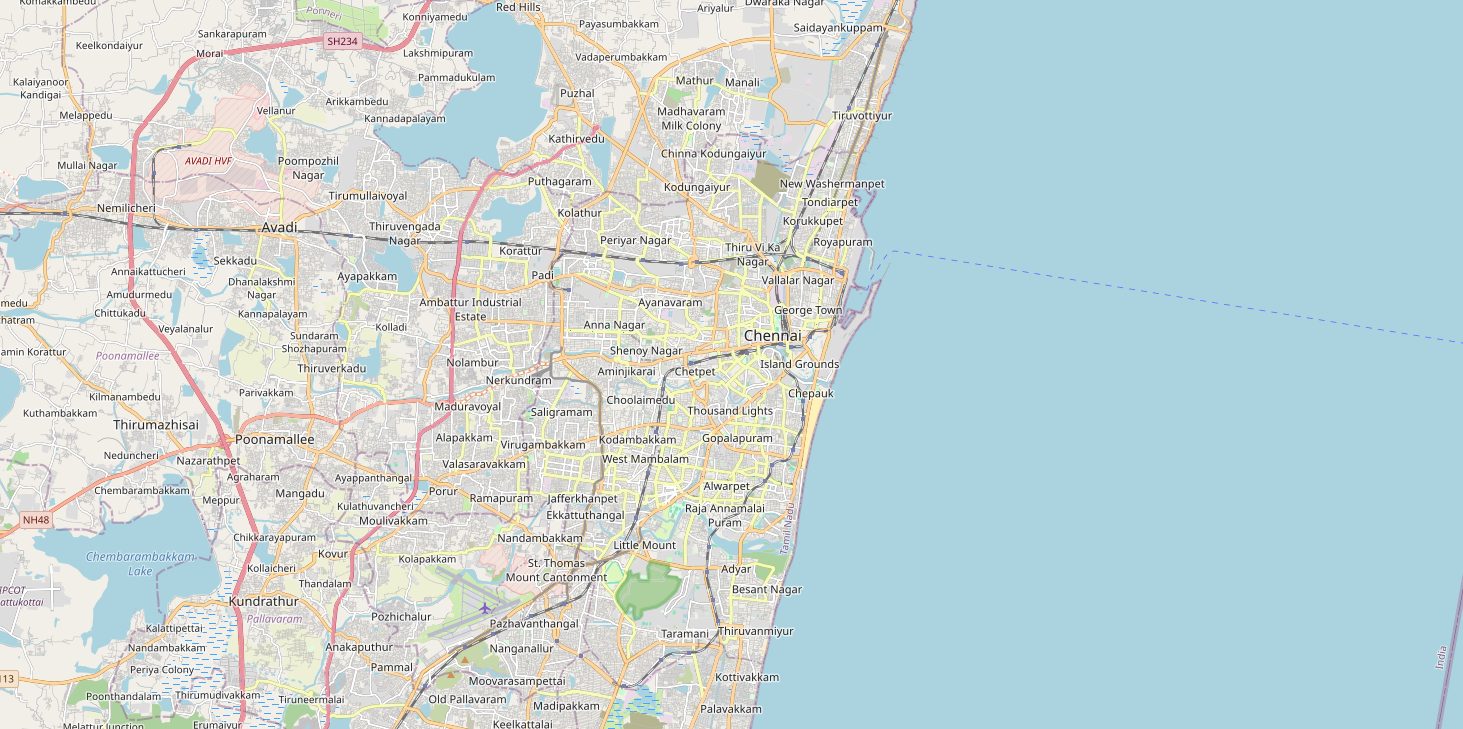 Komakkambedu
Ponneri
Red Hills
Ariyalur
Dwaraka Nagar
Konniyamedu
Payasumbakkam
Saidayankuppam
Sankarapuram
SH234
Keelkondaiyur
Morai
Lakshmipuram
Vadaperumbakkam
Pammadukulam
Mathur
Manali
Kalaiyanoor
Kandigai
Puzhal
Arikkambedu
Vellanur
Madhavaram
Milk Colony
Melappedu
Kannadapalayam
Tiruvottiyur
Kathirvedu
Chinna Kodungaiyur
Mullai Nagar
AVADI HVF
Poompozhil
Nagar
Puthagaram
Kodungaiyur
New Washermanpet
Tirumullaivoyal
Tondiarpet
Nemilicheri
Kolathur
Korukkupet
Avadi
Thiruvengada
Nagar
Periyar Nagar
Royapuram
Korattur
Thiru Vi Ka
Nagar
Sekkadu
Annaikattucheri
Ayapakkam
Padi
Vallalar Nagar
Dhanalakshmi
Nagar
Amudurmedu
medu
Ambattur Industrial
Estate
Ayanavaram
Chittukadu
Kannapalayam
George Town
chatram
Veyalanalur
Kolladi
Anna Nagar
Sundaram
Shozhapuram
Chennai
amin Korattur
Poonamallee
Shenoy Nagar
Thiruverkadu
Nolambur
Island Grounds
Nerkundram
Aminjikarai
Chetpet
Kilmanambedu
Parivakkam
Chepauk
Kuthambakkam
Maduravoyal
Saligramam
Choolaimedu
Thousand Lights
Thirumazhisai
Poonamallee
Alapakkam
Virugambakkam
Kodambakkam
Gopalapuram
Neduncheri
Nazarathpet
Valasaravakkam
West Mambalam
Agraharam
Ayappanthangal
Chembarambakkam
Meppur
Mangadu
Porur
Ramapuram
Jafferkhanpet
Alwarpet
Kulathuvancheri
Raja Annamalai
Puram
NH48
Moulivakkam
Ekkattuthangal
Tamil Nadu
Chikkarayapuram
Nandambakkam
Little Mount
Chembarambakkam
Lake
Kovur
Kolapakkam
St. Thomas
Mount Cantonment
Kollaicheri
Adyar
IPCOT
attukottai
Thandalam
Besant Nagar
Kundrathur
Pallavaram
Pozhichalur
Pazhavanthangal
Kalattipettai
Taramani
Thiruvanmiyur
Nandambakkam
Anakaputhur
Nanganallur
India
Periya Colony
Pammal
113
Moovarasampettai
Kottivakkam
Poonthandalam
Thirumudivakkam
Tiruneermalai
Old Pallavaram
Madipakkam
Palavakkam
Melattur Junction
Erumaiyur
Keelkattalai